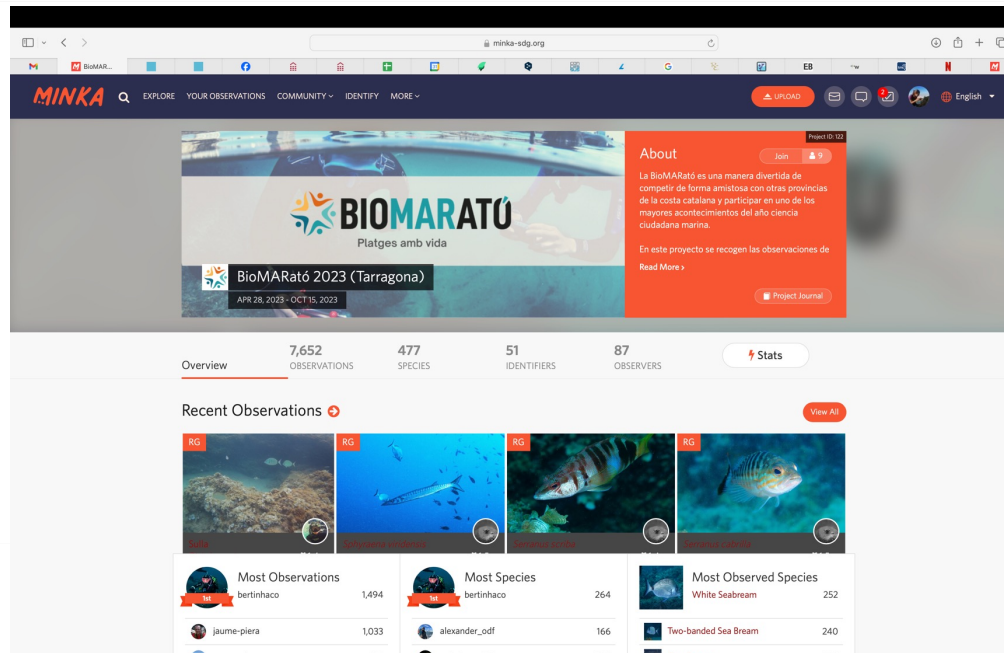 minka-sdg.org
BioMAR...
EB
MINKA
EXPLORE YOUR OBSERVATIONS COMMUNITY IDENTIFY MORE
UPLOAD
2
English
Project ID: 122
About
Join 9
La BioMARató es una manera divertida de
competir de forma amistosa con otras provincias
de la costa catalana y participar en uno de los
mayores acontecimientos del año ciencia
ciudadana marina.
En este proyecto se recogen las observaciones de
Read More >
Project Journal
BIOMARATÓ
Platges amb vida
BioMARató 2023 (Tarragona)
APR 28, 2023 - OCT 15, 2023
Overview
7,652
OBSERVATIONS
477
SPECIES
51
IDENTIFIERS
87
OBSERVERS
Stats
Recent Observations
View All
RG
RG
RG
RG
Serranus scriba
Serranus cabrilla
Most Observations
1st
bertinhaco 1,494
jaume-piera 1,033
Most Species
1st
bertinhaco 264
alexander_odf 166
Most Observed Species
White Seabream 252
Two-banded Sea Bream 240